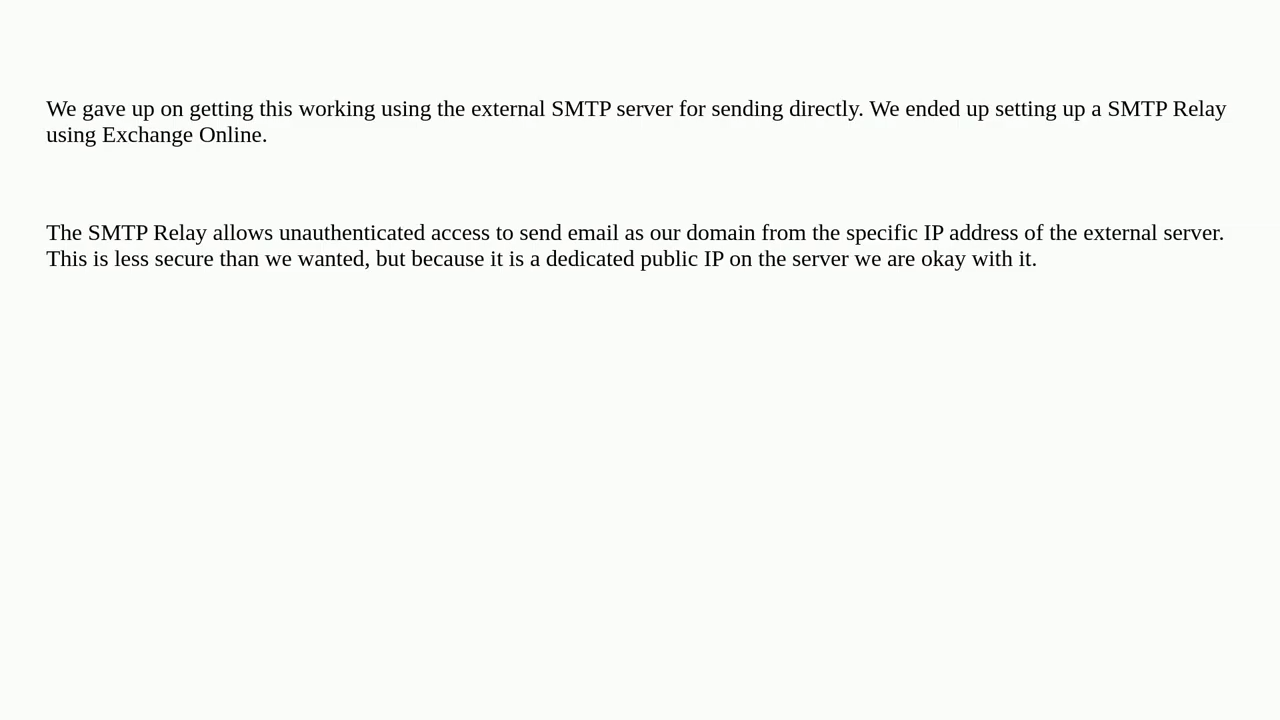 We gave up on getting this working using the external SMTP server for sending directly. We ended up setting up a SMTP Relay
using Exchange Online.
The SMTP Relay allows unauthenticated access to send email as our domain from the specific IP address of the external server.
This is less secure than we wanted, but because it is a dedicated public IP on the server we are okay with it.